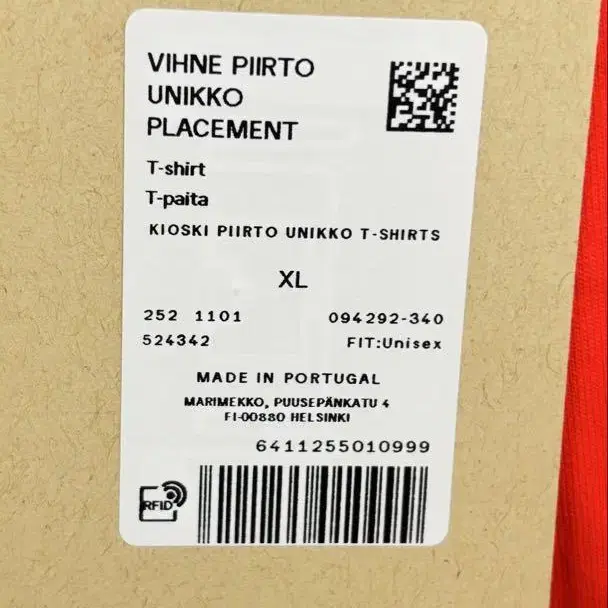 VIHNE PIIRTO
UNIKKO
PLACEMENT
T-shirt
T-paita
KIOSKI PIIRTO UNIKKO T-SHIRTS
XL
252 1101 094292-340
524342 FIT:Unisex
MADE IN PORTUGAL
MARIMEKKO, PUUSEPÄNKATU 4
FI-00880 HELSINKI
6411255010999
RFID